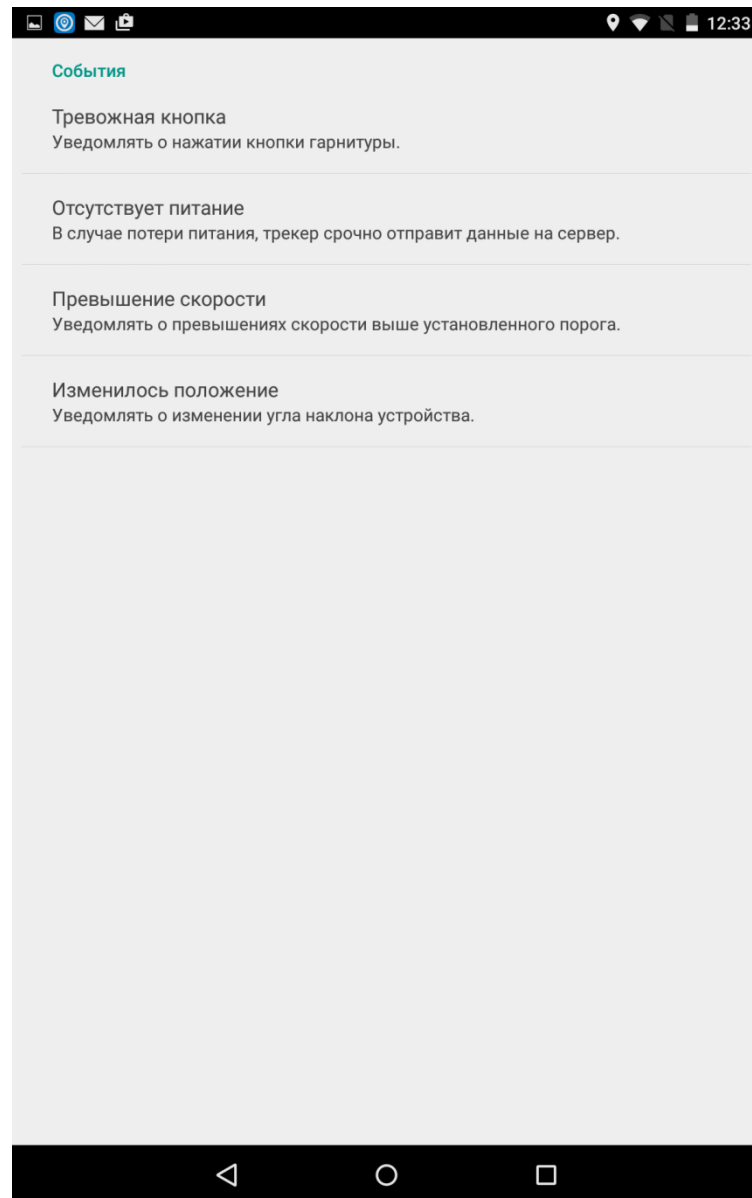 12:33
События
Тревожная кнопка
Уведомлять о нажатии кнопки гарнитуры.
Отсутствует питание
В случае потери питания, трекер срочно отправит данные на сервер.
Превышение скорости
Уведомлять о превышениях скорости выше установленного порога.
Изменилось положение
Уведомлять о изменении угла наклона устройства.